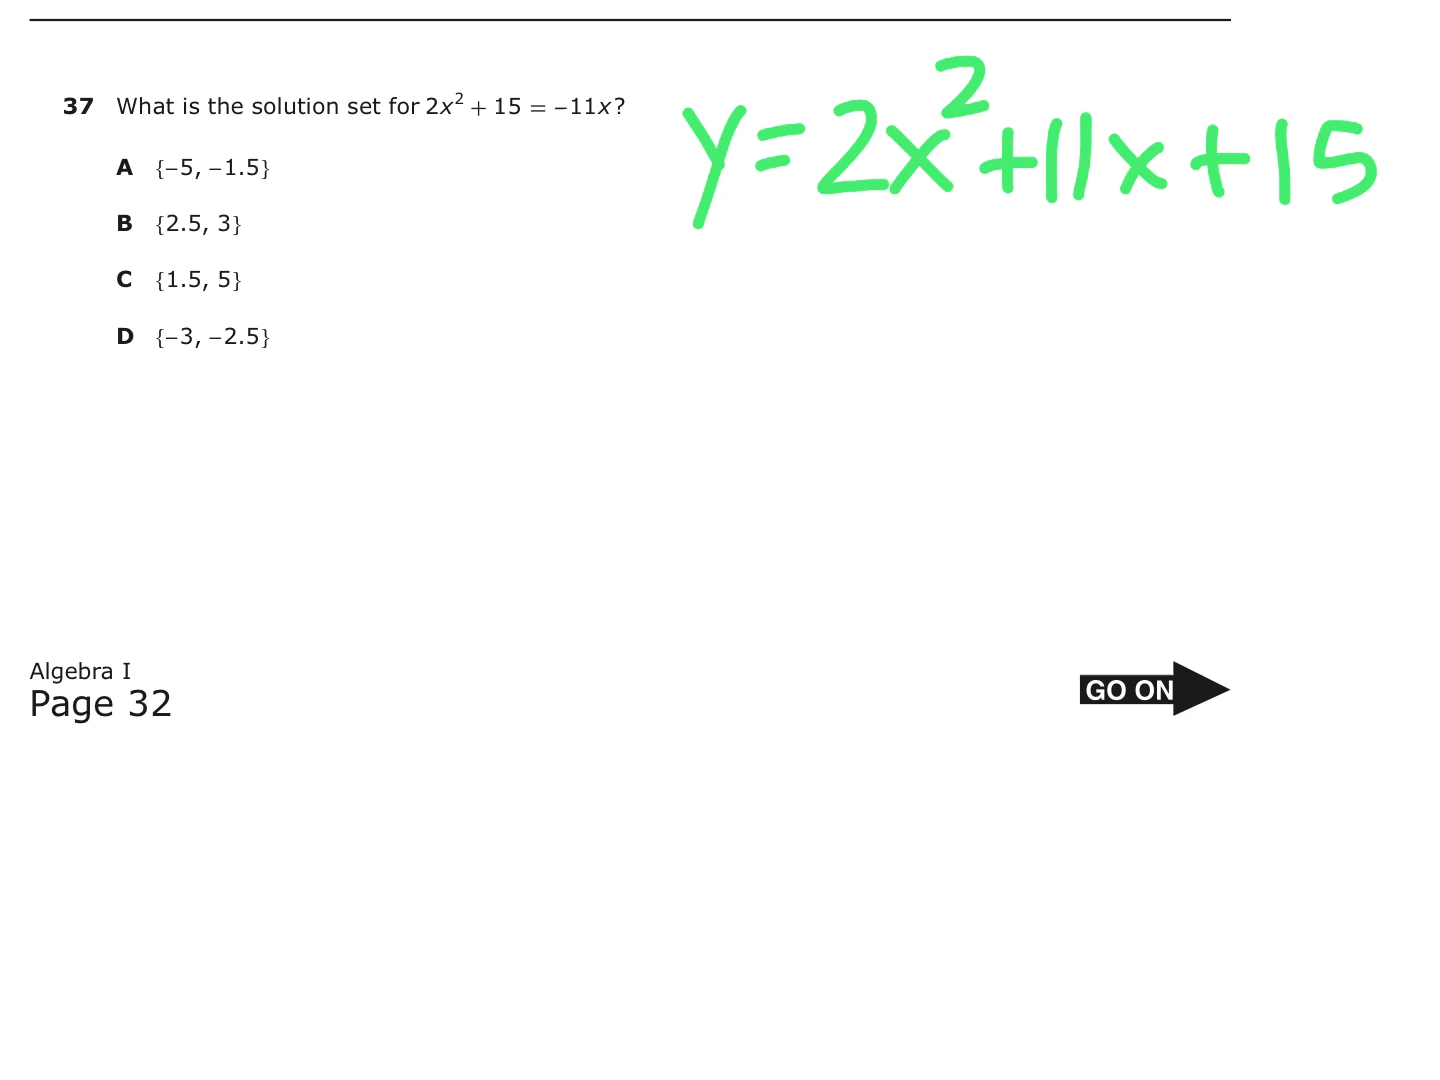 37 What is the solution set for 2x² + 15 = –11x?
y=2x²+11x+15
A {–5, –1.5}
B {2.5, 3}
C {1.5, 5}
D {–3, –2.5}
Algebra I
Page 32
GO ON